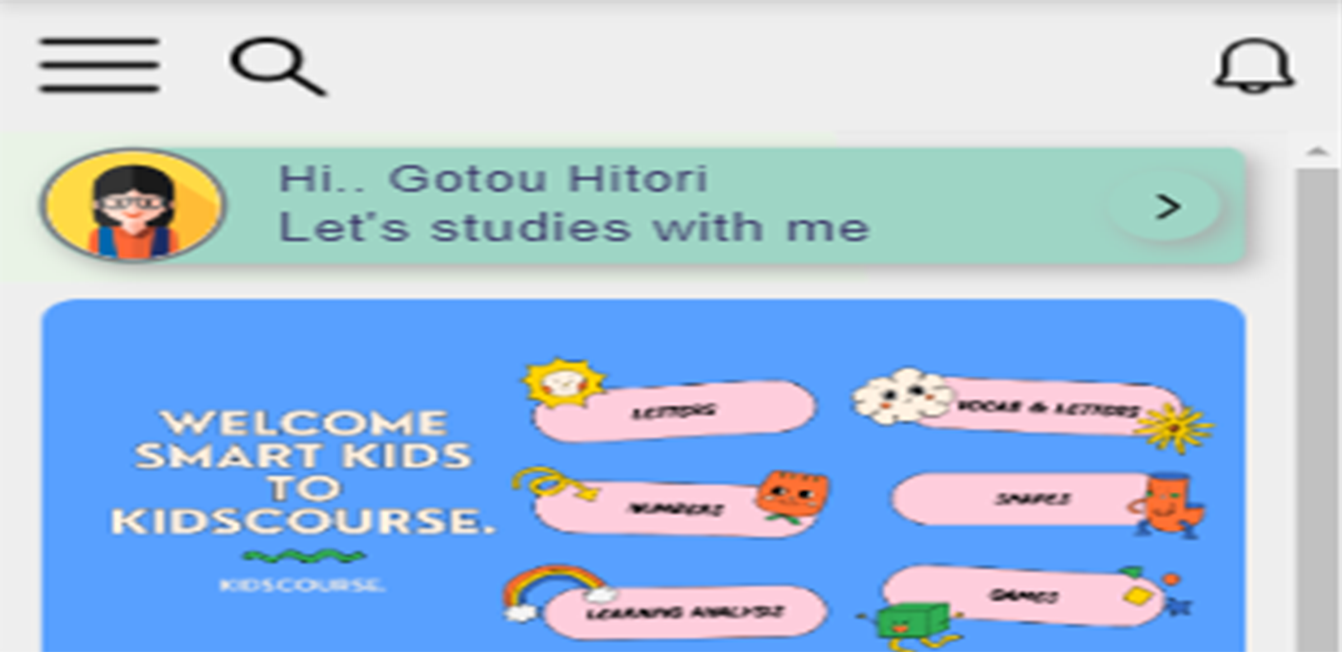 Hi.. Gotou Hitori
Let's studies with me
WELCOME
SMART KIDS
TO
KIDSCOURSE.
KIDSCOURSE.
LETTERS
VOCAB & LETTERS
NUMBERS
SHAPES
LEARNING ANALYSIS
GAMES